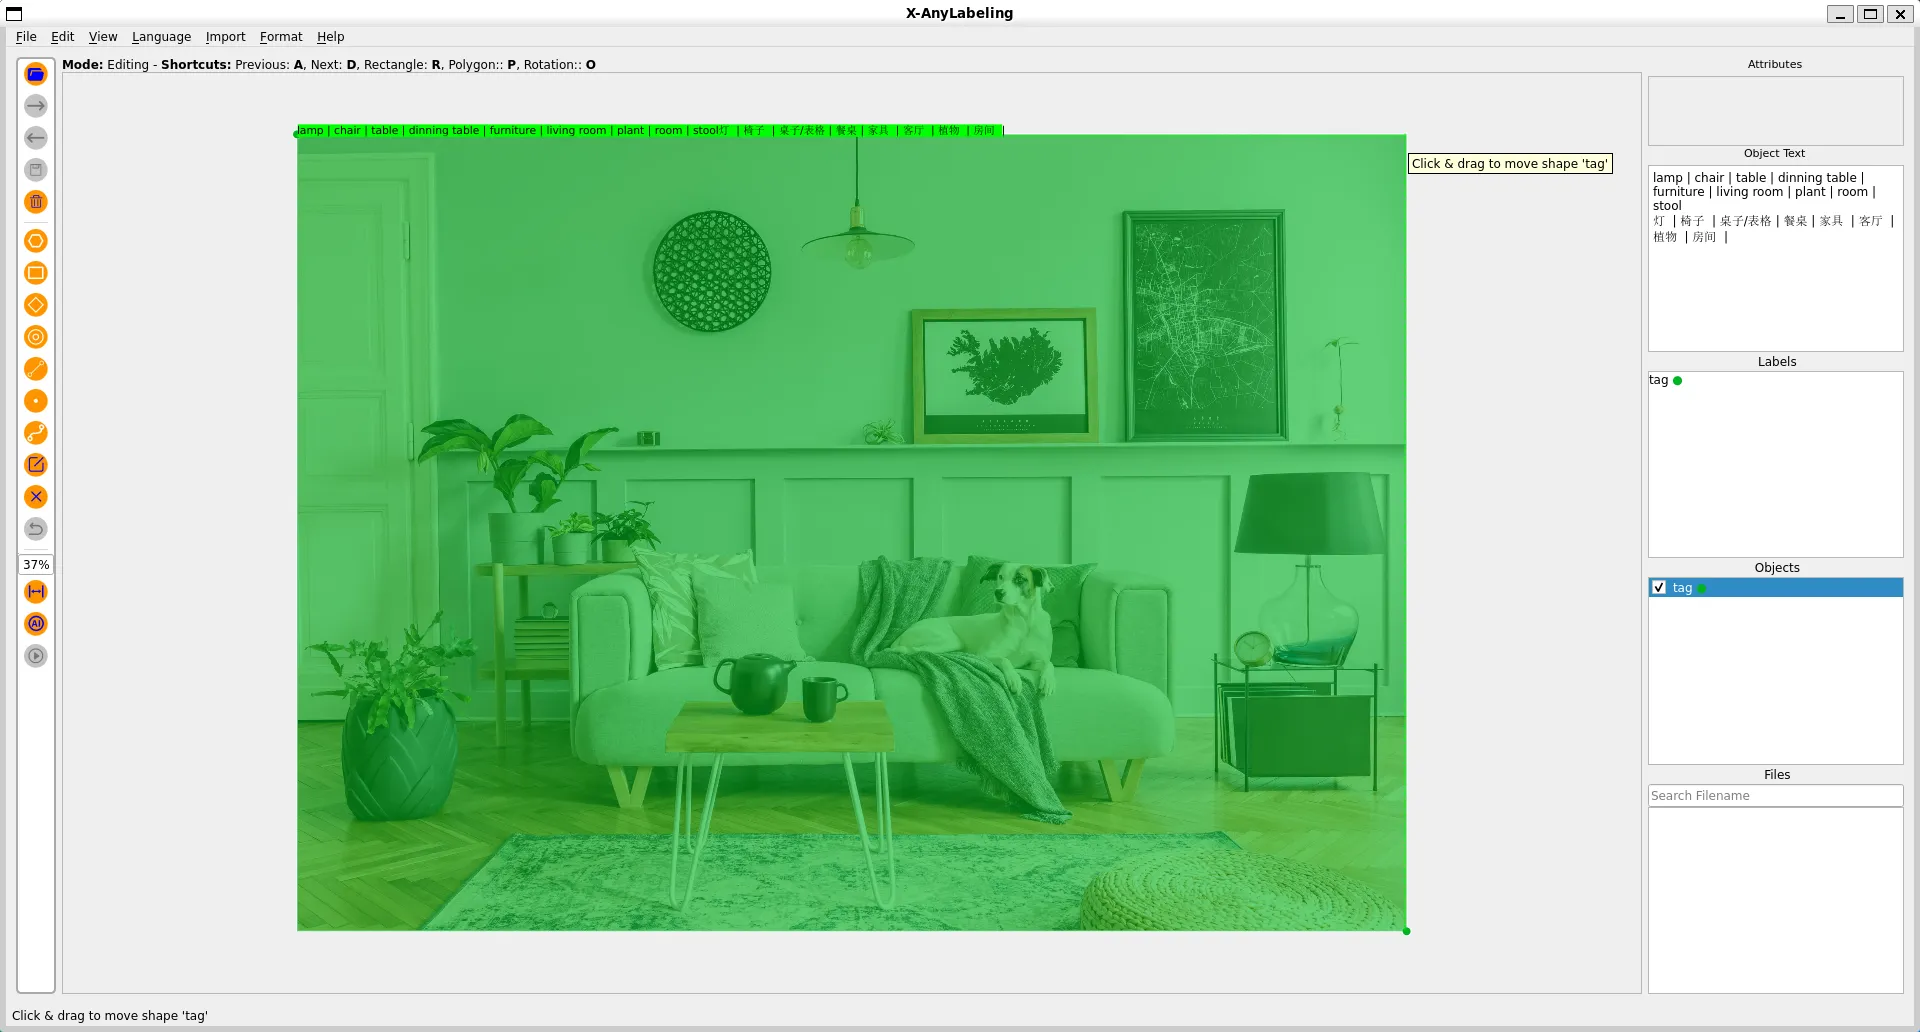 X-AnyLabeling
File Edit View Language Import Format Help
Mode: Editing - Shortcuts: Previous: A, Next: D, Rectangle: R, Polygon:: P, Rotation:: O
lamp | chair | table | dinning table | furniture | living room | plant | room | stool灯 | 椅子 | 桌子/表格 | 餐桌 | 家具 | 客厅 | 植物 | 房间 |
Click & drag to move shape 'tag'
AI
37%
Attributes
Object Text
lamp | chair | table | dinning table |
furniture | living room | plant | room |
stool
灯 | 椅子 | 桌子/表格 | 餐桌 | 家具 | 客厅 |
植物 | 房间 |
Labels
tag
Objects
tag
Files
Search Filename
Click & drag to move shape 'tag'